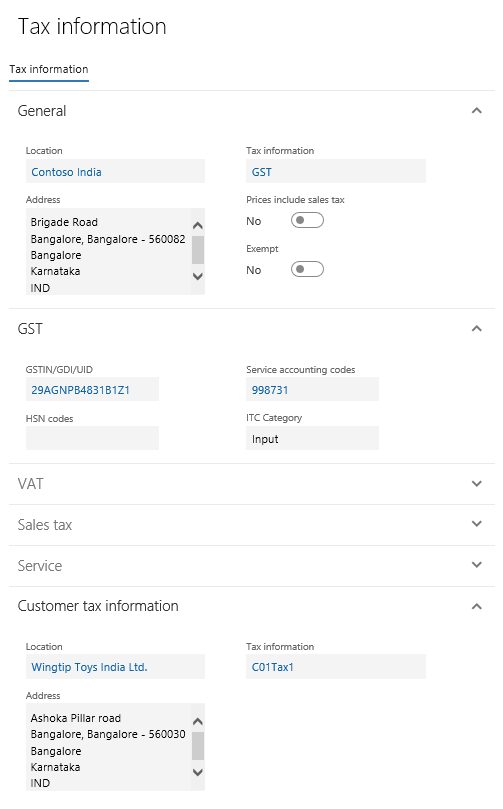 Tax information
Tax information
General
Location
Contoso India
Tax information
GST
Address
Brigade Road
Bangalore, Bangalore - 560082
Bangalore
Karnataka
IND
Prices include sales tax
No
Exempt
No
GST
GSTIN/GDI/UID
29AGNPB4831B1Z1
Service accounting codes
998731
HSN codes
ITC Category
Input
VAT
Sales tax
Service
Customer tax information
Location
Wingtip Toys India Ltd.
Tax information
C01Tax1
Address
Ashoka Pillar road
Bangalore, Bangalore - 560030
Bangalore
Karnataka
IND